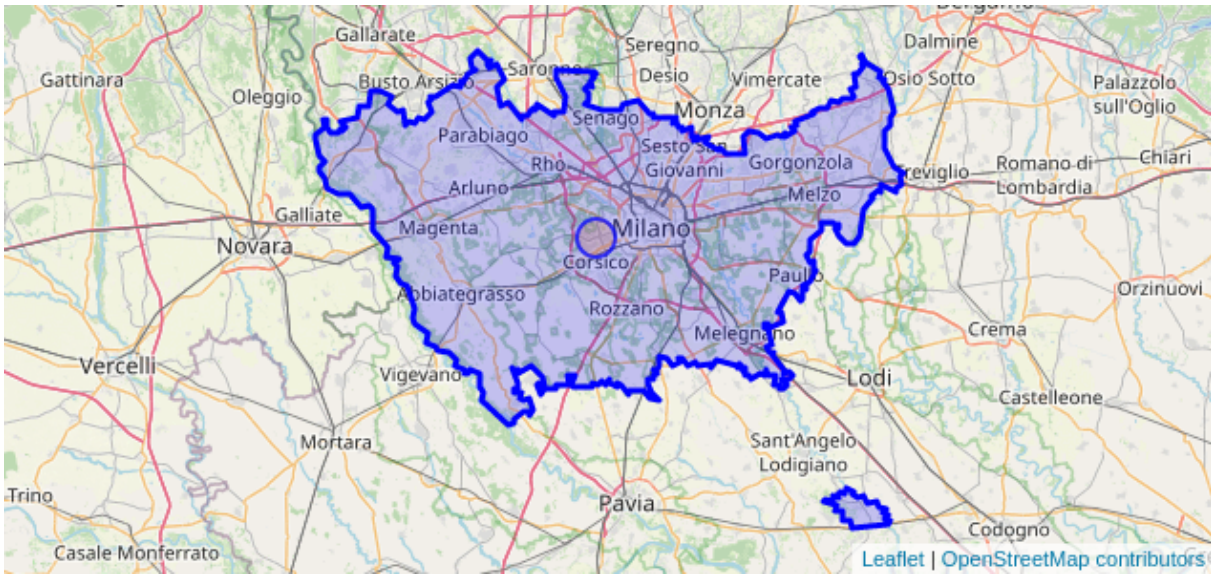 Bergamo
Gallarate
Seregno
Dalmine
Gattinara
Busto Arsizio
Saronno
Desio
Vimercate
Osio Sotto
Palazzolo
sull'Oglio
Oleggio
Senago
Monza
Parabiago
Sesto San
Giovanni
Rho
Gorgonzola
Chiari
Romano di
Lombardia
Treviglio
Arluno
Melzo
Galliate
Magenta
Milano
Novara
Corsico
Paullo
Abbiategrasso
Orzinuovi
Rozzano
Melegnano
Crema
Vercelli
Vigevano
Lodi
Castelleone
Mortara
Sant'Angelo
Lodigiano
Trino
Pavia
Codogno
Casale Monferrato
Leaflet | OpenStreetMap contributors